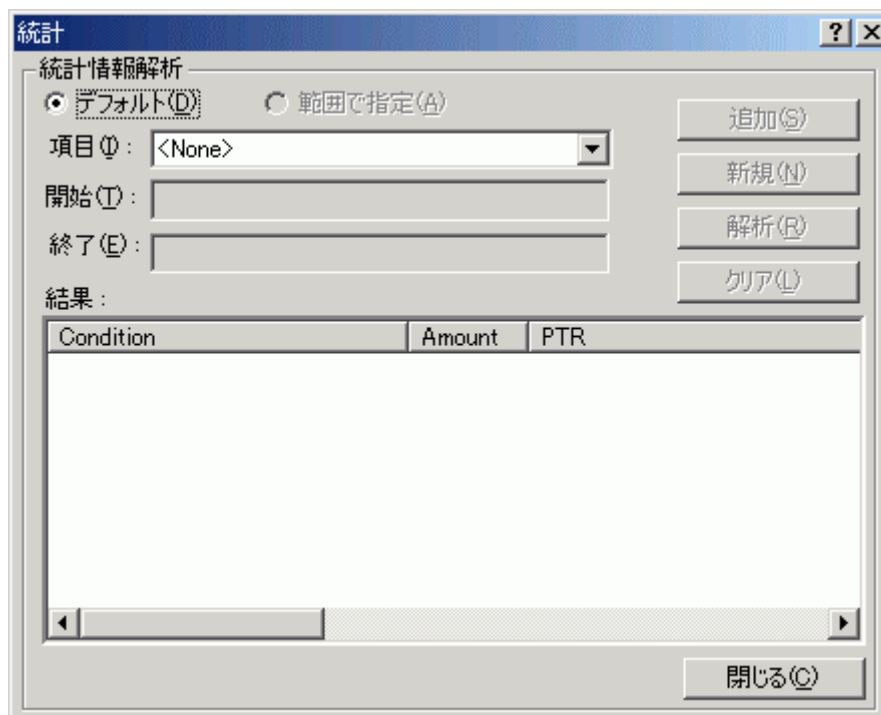 統計
統計情報解析
デフォルト(D) 範囲で指定(A)
追加(S)
項目(I): <None>
新規(N)
開始(T):
解析(R)
終了(E):
クリア(L)
結果:
Condition Amount PTR
閉じる(C)